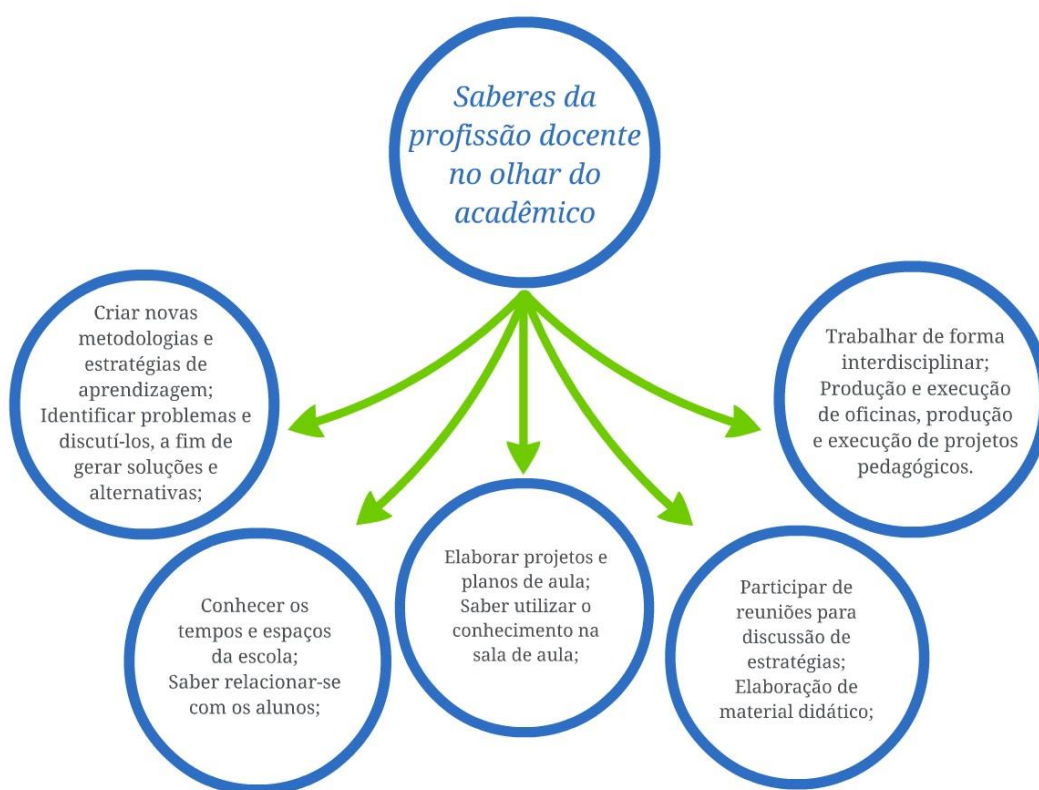 Saberes da
profissão docente
no olhar do
acadêmico
Criar novas
metodologias e
estratégias de
aprendizagem;
Identificar problemas e
discutí-los, a fim de
gerar soluções e
alternativas;
Conhecer os
tempos e espaços
da escola;
Saber relacionar-se
com os alunos;
Elaborar projetos e
planos de aula;
Saber utilizar o
conhecimento na
sala de aula;
Participar de
reuniões para
discussão de
estratégias;
Elaboração de
material didático;
Trabalhar de forma
interdisciplinar;
Produção e execução
de oficinas, produção
e execução de projetos
pedagógicos.